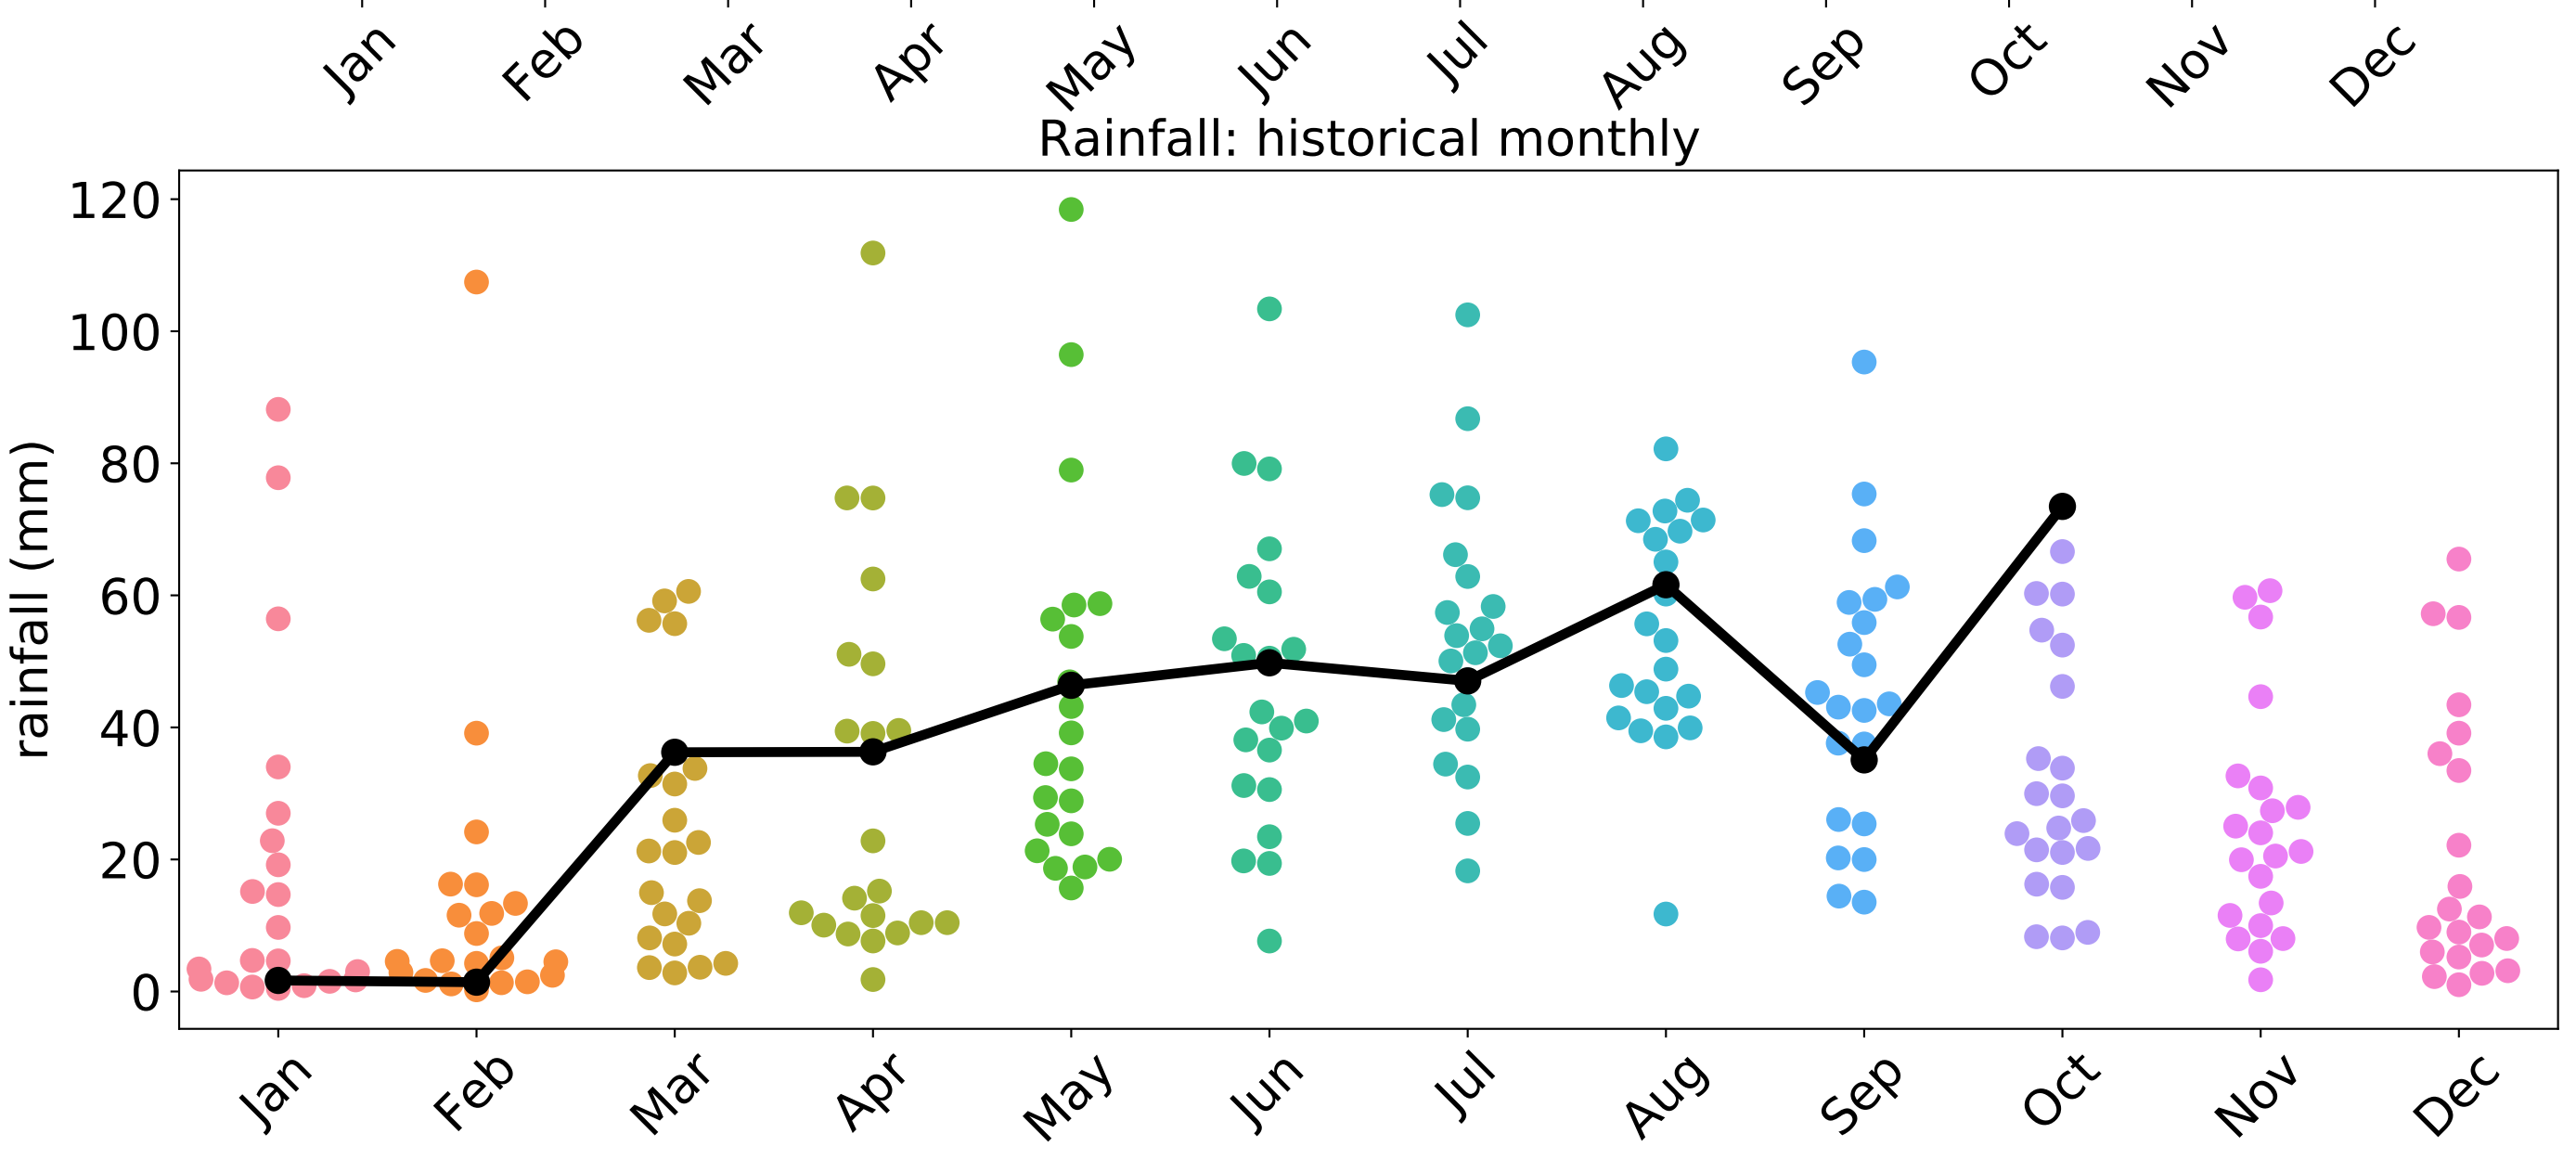 Jan Feb Mar Apr May Jun Jul Aug Sep Oct Nov Dec
Rainfall: historical monthly
120
100
80
60
40
20
0
rainfall (mm)
Jan Feb Mar Apr May Jun Jul Aug Sep Oct Nov Dec